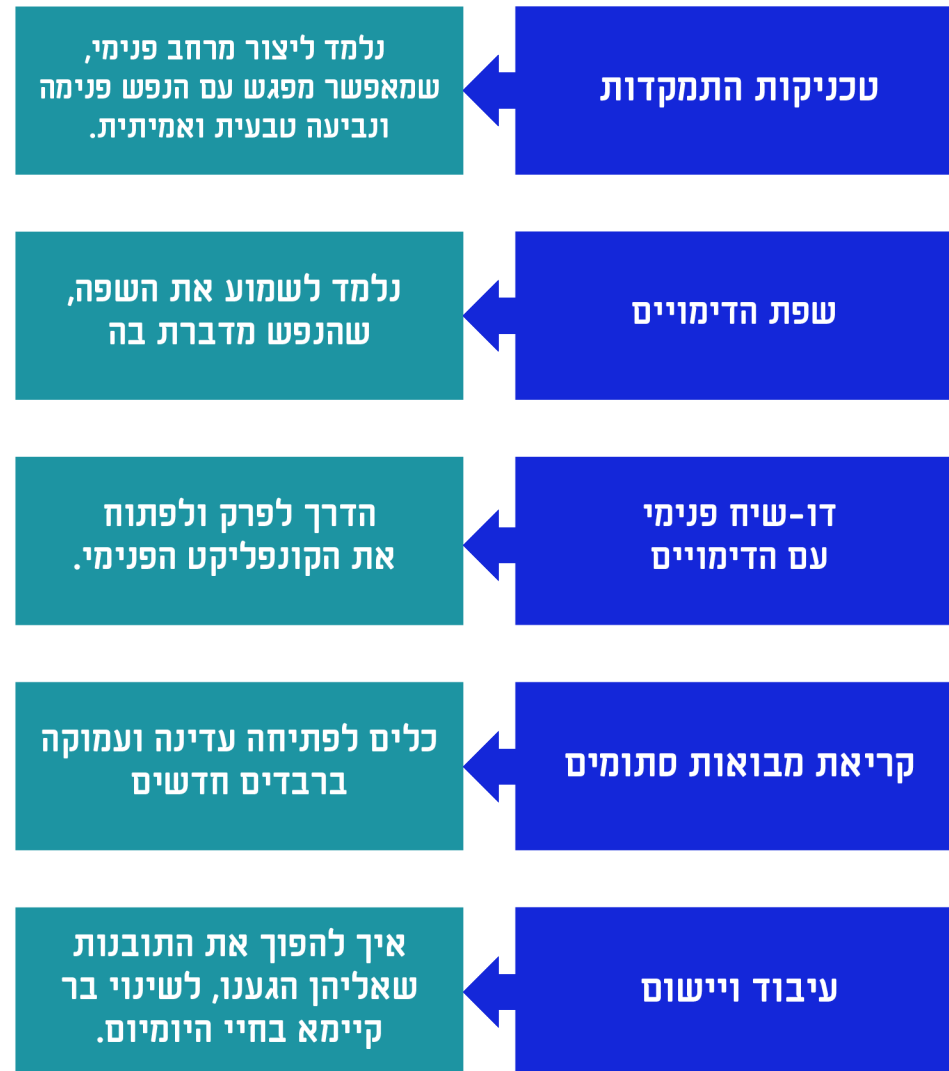 טכניקות התמקדות
נלמד ליצור מרחב פנימי,
שמאפשר מפגש עם הנפש פנימה
ונביעה טבעית ואמיתית.
שפת הדימויים
נלמד לשמוע את השפה,
שהנפש מדברת בה
דו-שיח פנימי
עם הדימויים
הדרך לפרק ולפתוח
את הקונפליקט הפנימי.
קריאת מבואות סתומים
כלים לפתיחה עדינה ועמוקה
ברבדים חדשים
עיבוד ויישום
איך להפוך את התובנות
שאליהן הגענו, לשינוי בר
קיימא בחיי היומיום.